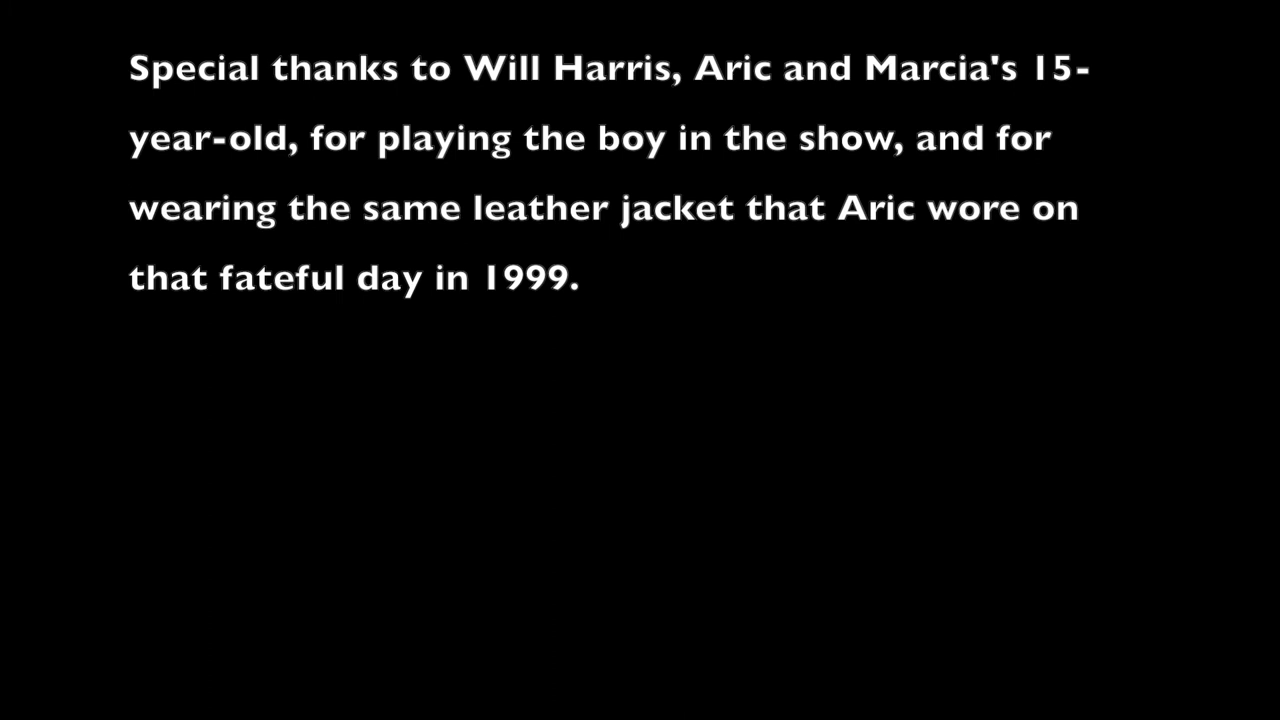 Special thanks to Will Harris, Aric and Marcia's 15-
year-old, for playing the boy in the show, and for
wearing the same leather jacket that Aric wore on
that fateful day in 1999.